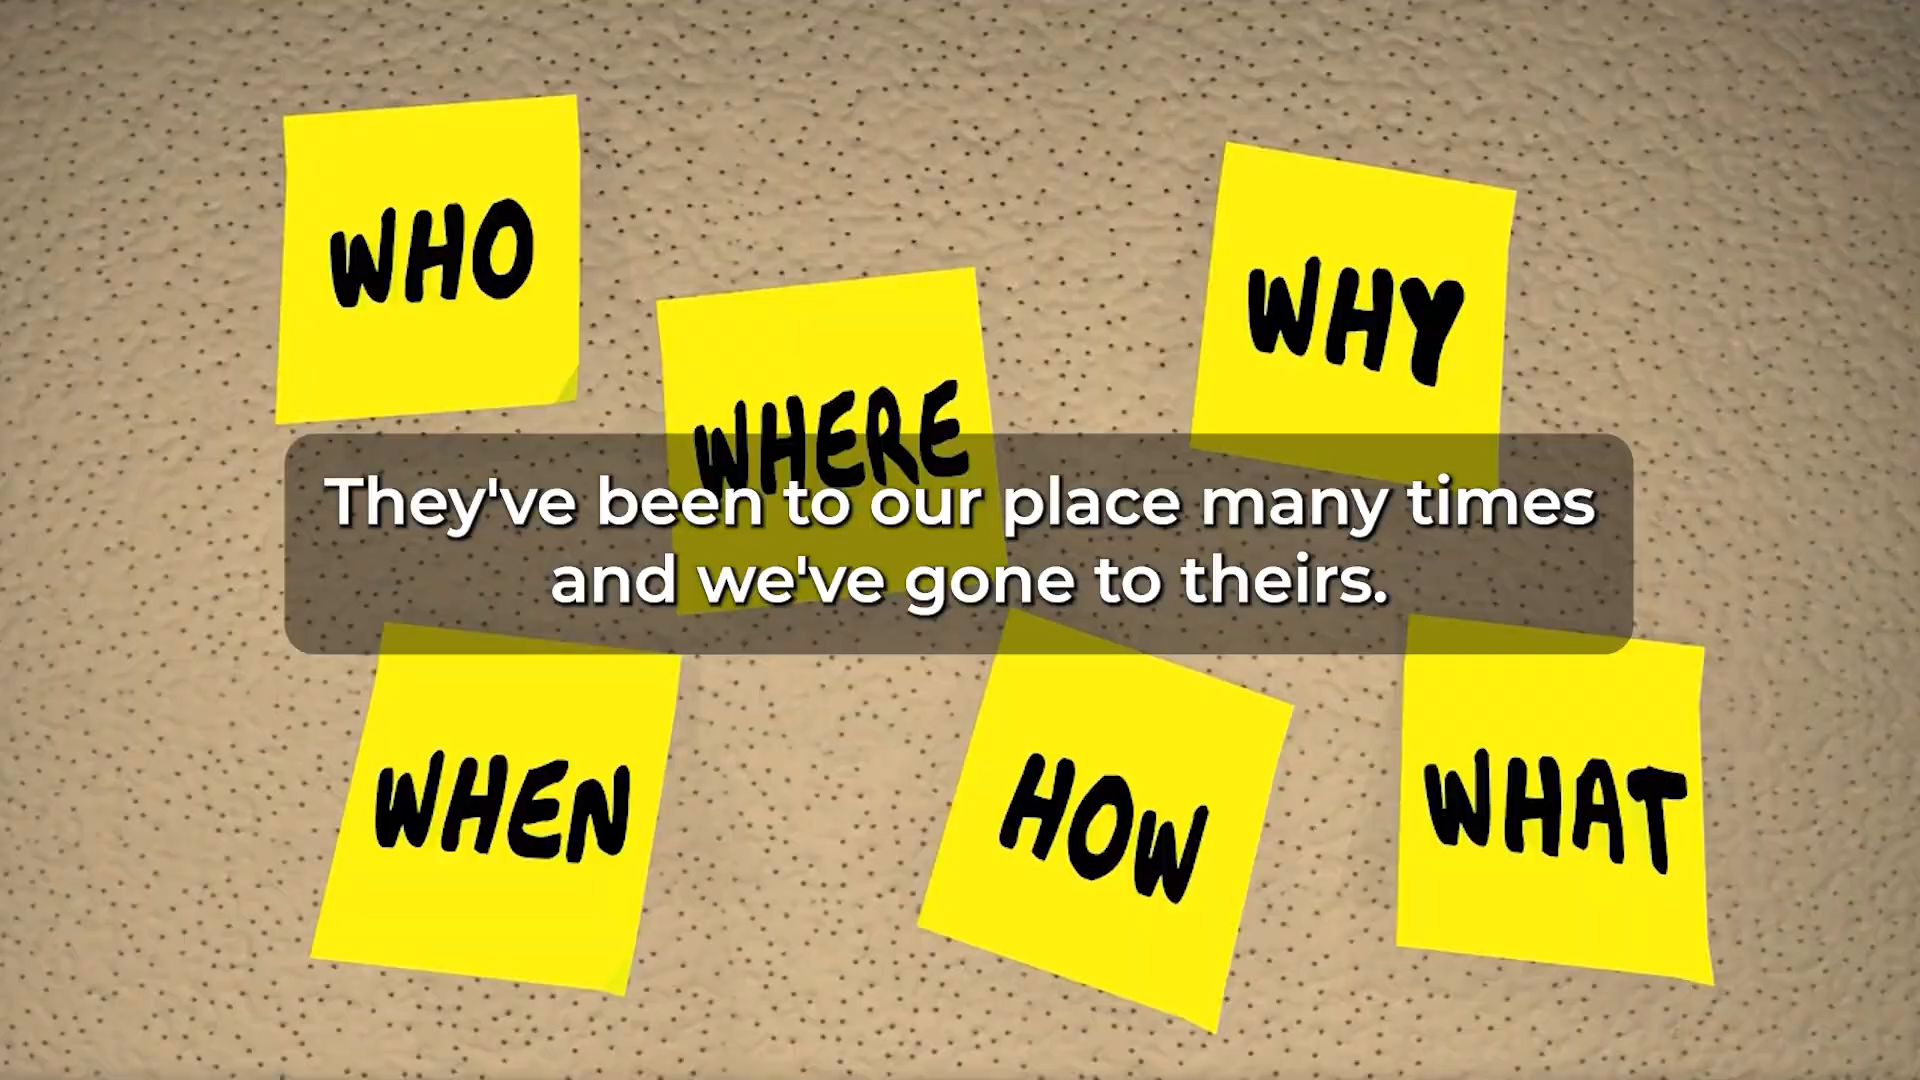 WHO
WHY
WHERE
They've been to our place many times
and we've gone to theirs.
WHEN
HOW
WHAT